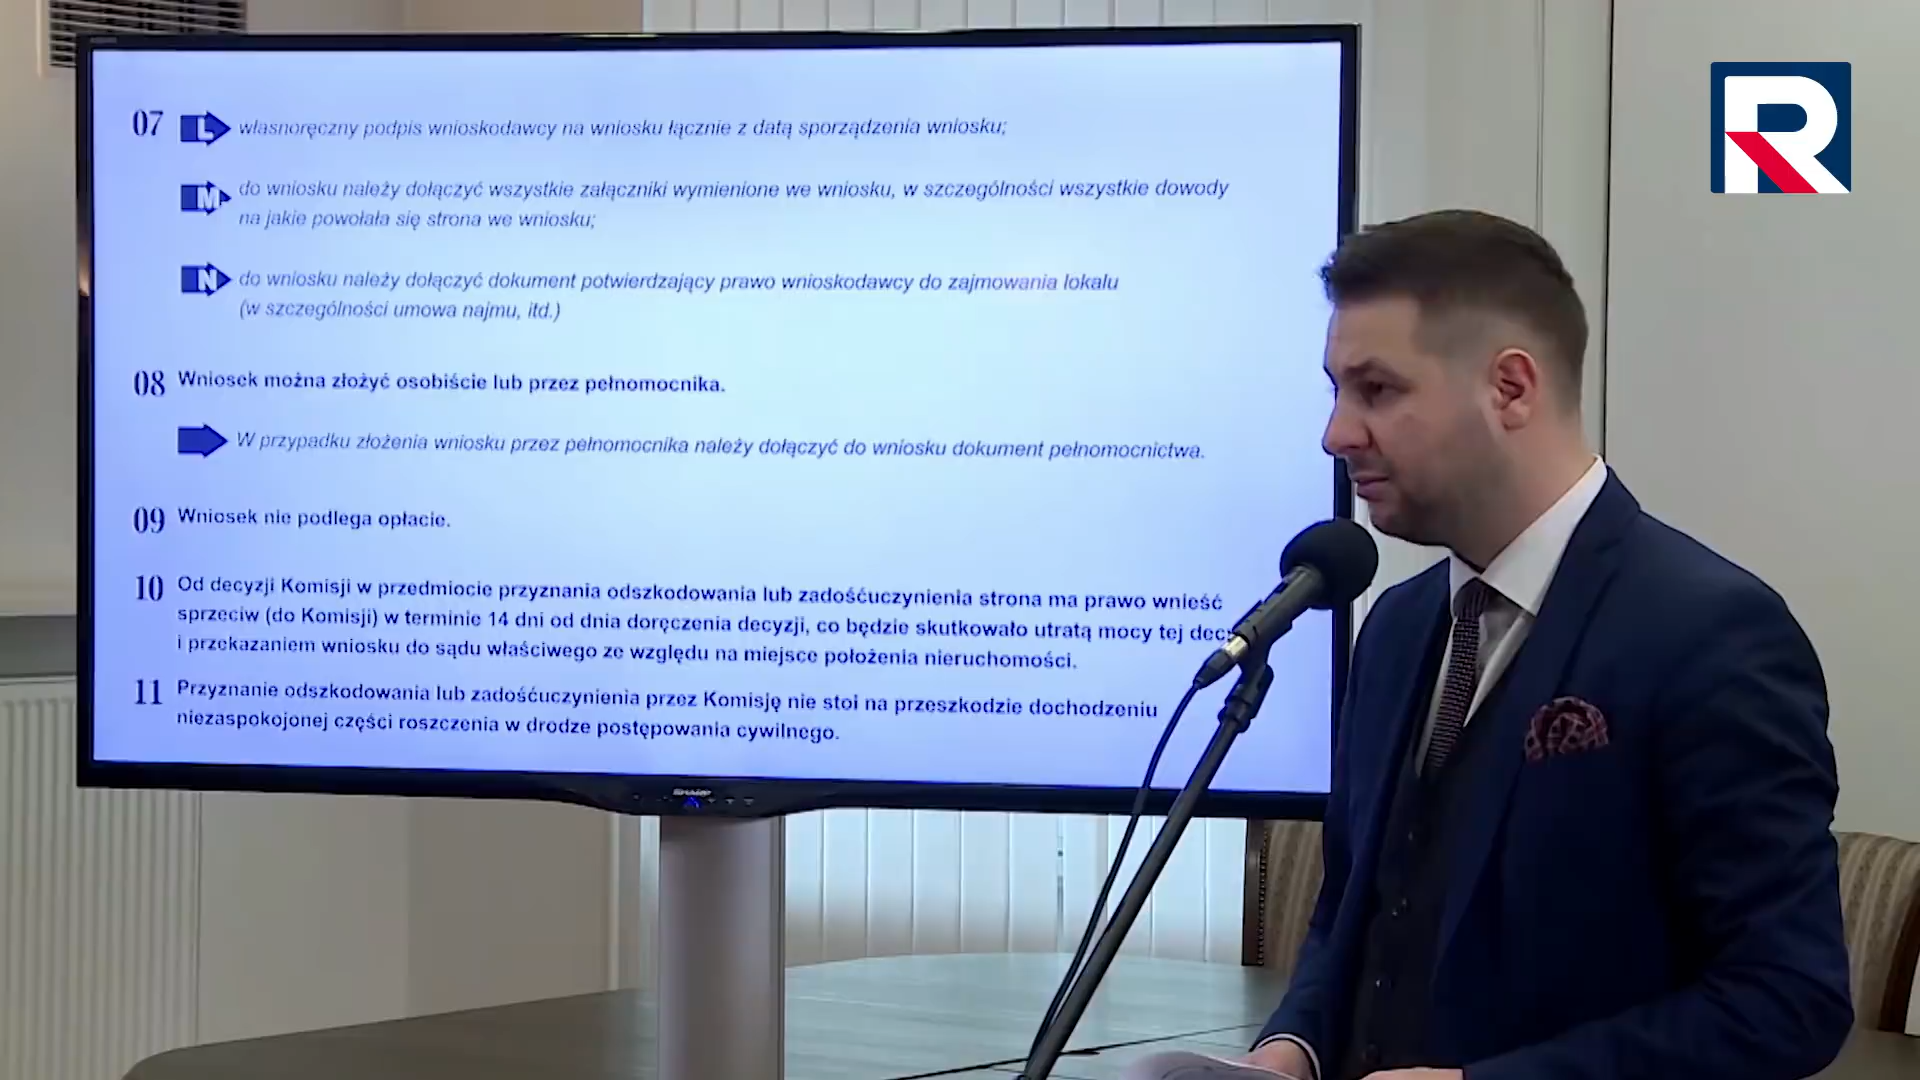 07 L własnoręczny podpis wnioskodawcy na wniosku łącznie z datą sporządzenia wniosku;
M do wniosku należy dołączyć wszystkie załączniki wymienione we wniosku, w szczególności wszystkie dowody
na jakie powołała się strona we wniosku;
N do wniosku należy dołączyć dokument potwierdzający prawo wnioskodawcy do zajmowania lokalu
(w szczególności umowa najmu, itd.)
08 Wniosek można złożyć osobiście lub przez pełnomocnika.
W przypadku złożenia wniosku przez pełnomocnika należy dołączyć do wniosku dokument pełnomocnictwa.
09 Wniosek nie podlega opłacie.
10 Od decyzji Komisji w przedmiocie przyznania odszkodowania lub zadośćuczynienia strona ma prawo wnieść
sprzeciw (do Komisji) w terminie 14 dni od dnia doręczenia decyzji, co będzie skutkowało utratą mocy tej
i przekazaniem wniosku do sądu właściwego ze względu na miejsce położenia nieruchomości.
11 Przyznanie odszkodowania lub zadośćuczynienia przez Komisję nie stoi na przeszkodzie dochodzeniu
niezaspokojonej części roszczenia w drodze postępowania cywilnego.
SHARP
R